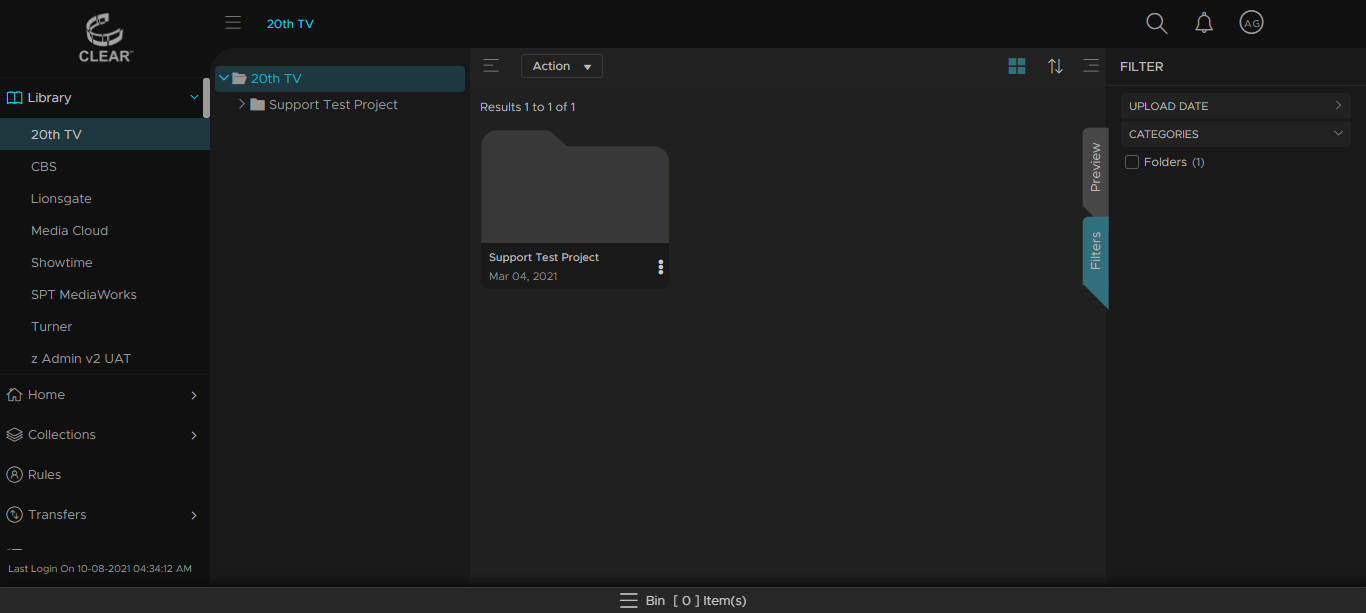 CLEAR
20th TV
AG
Library
20th TV
CBS
Lionsgate
Media Cloud
Showtime
SPT MediaWorks
Turner
z Admin v2 UAT
Home
Collections
Rules
Transfers
Last Login On 10-08-2021 04:34:12 AM
20th TV
Support Test Project
Action
Results 1 to 1 of 1
Support Test Project
Mar 04, 2021
Preview
Filters
FILTER
UPLOAD DATE
CATEGORIES
Folders (1)
Bin [ 0 ] Item(s)